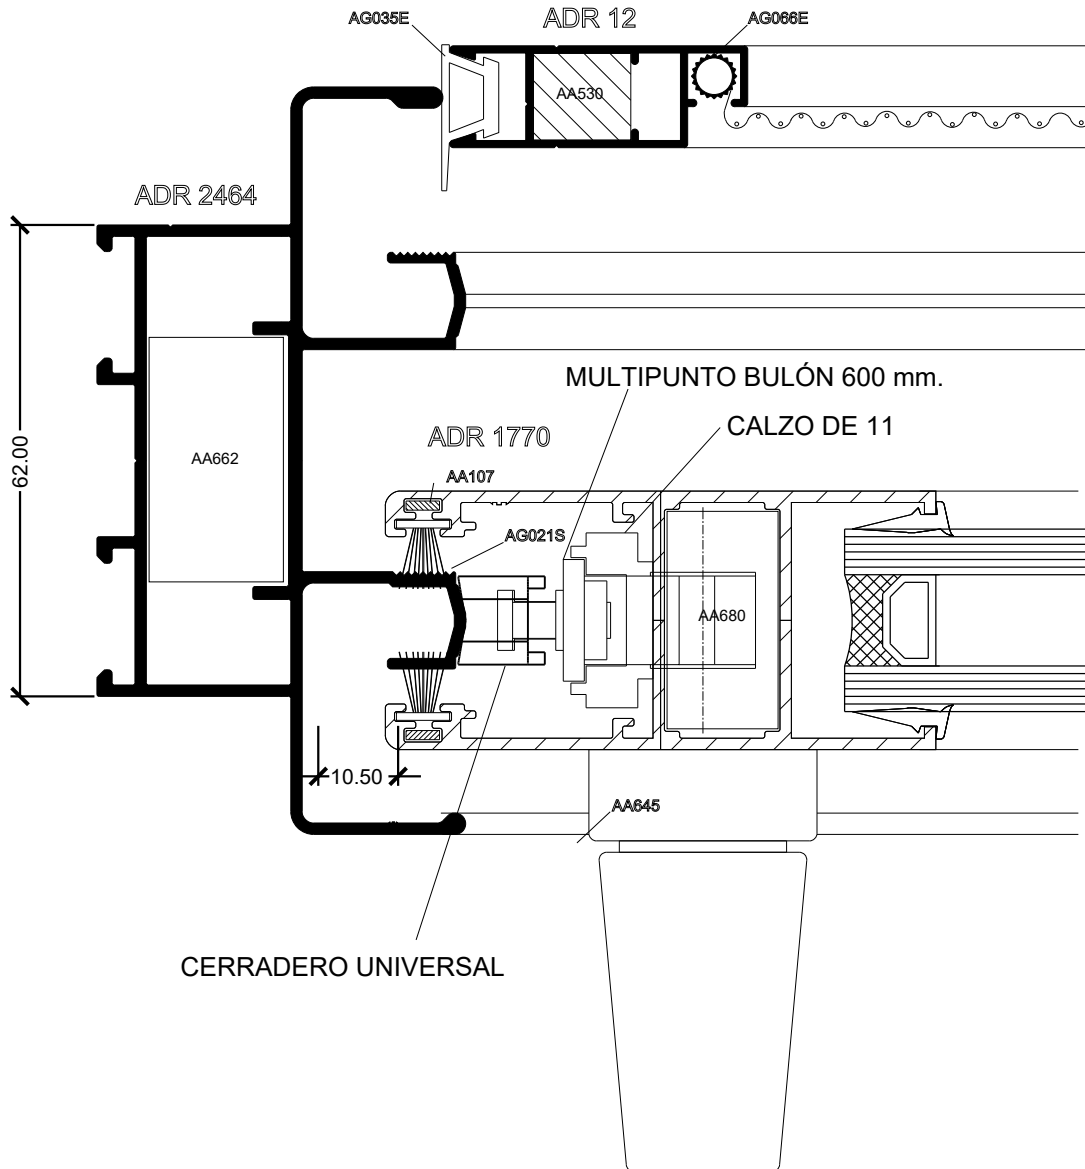 AG035E
ADR 12
AG066E
AA530
ADR 2464
62.00
AA662
MULTIPUNTO BULÓN 600 mm.
CALZO DE 11
ADR 1770
AA107
AG021S
AA680
10.50
AA645
CERRADERO UNIVERSAL